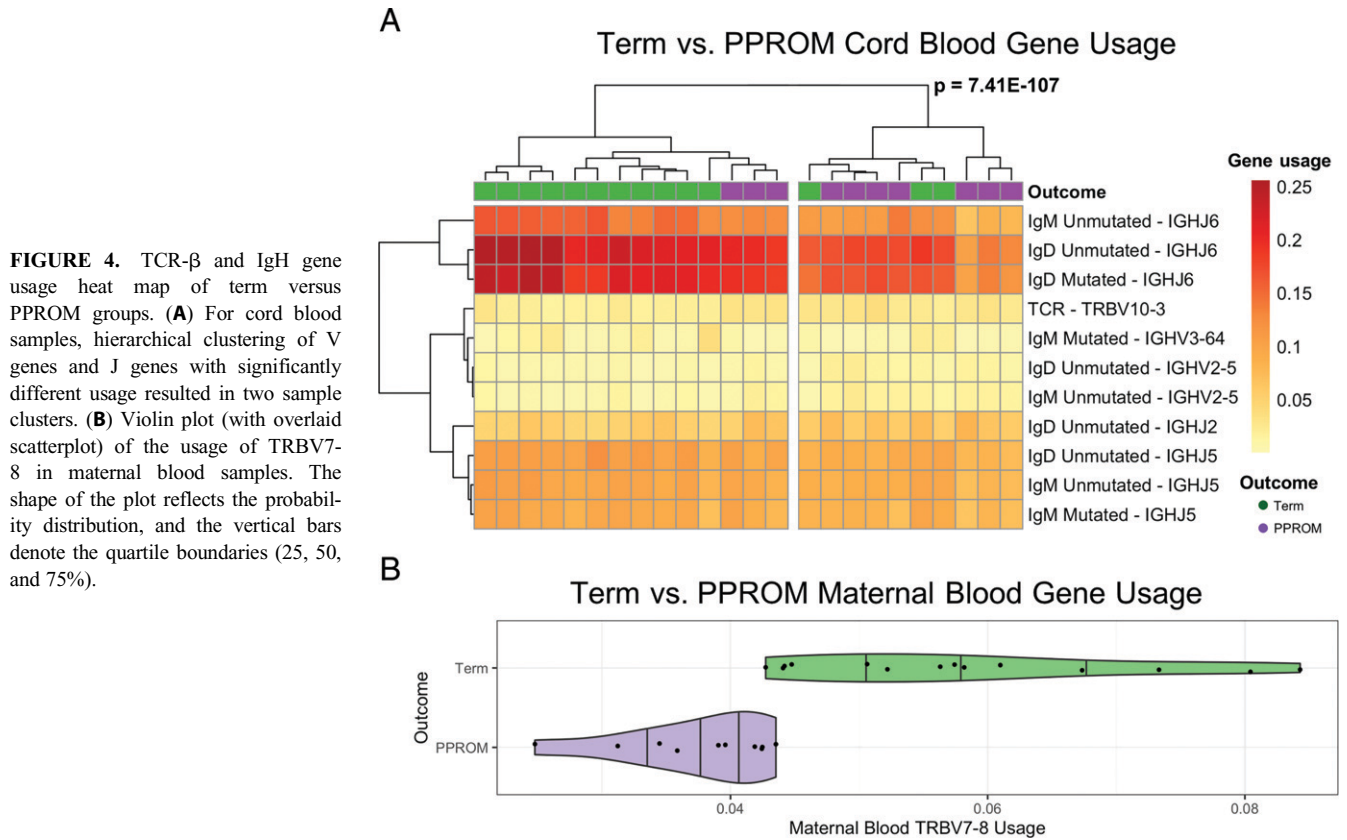 FIGURE 4. TCR-β and IgH gene
usage heat map of term versus
PPROM groups. (A) For cord blood
samples, hierarchical clustering of V
genes and J genes with significantly
different usage resulted in two sample
clusters. (B) Violin plot (with overlaid
scatterplot) of the usage of TRBV7-
8 in maternal blood samples. The
shape of the plot reflects the probabil-
ity distribution, and the vertical bars
denote the quartile boundaries (25, 50,
and 75%).
A
Term vs. PPROM Cord Blood Gene Usage
p = 7.41E-107
Outcome
IgM Unmutated - IGHJ6
IgD Unmutated - IGHJ6
IgD Mutated - IGHJ6
TCR - TRBV10-3
IgM Mutated - IGHV3-64
IgD Unmutated - IGHV2-5
IgM Unmutated - IGHV2-5
IgD Unmutated - IGHJ2
IgD Unmutated - IGHJ5
IgM Unmutated - IGHJ5
IgM Mutated - IGHJ5
Gene usage
0.25
0.2
0.15
0.1
0.05
Outcome
Term
PPROM
B
Term vs. PPROM Maternal Blood Gene Usage
Outcome
Term
PPROM
0.04
0.06
0.08
Maternal Blood TRBV7-8 Usage